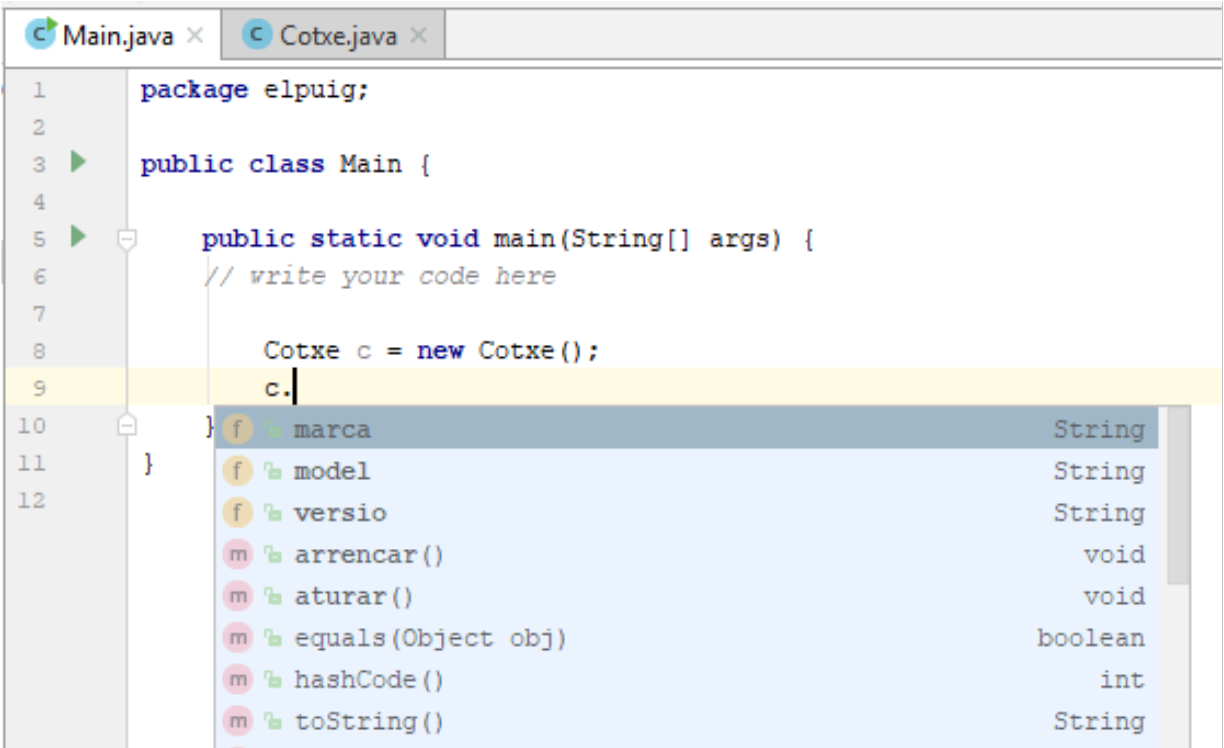 Main.java Cotxe.java
1 package elpuig;
2
3 public class Main {
4
5 public static void main(String[] args) {
6 // write your code here
7
8 Cotxe c = new Cotxe();
9 c.
10 }
11 }
12
f marca String
f model String
f versio String
m arrencar() void
m aturar() void
m equals(Object obj) boolean
m hashCode() int
m toString() String